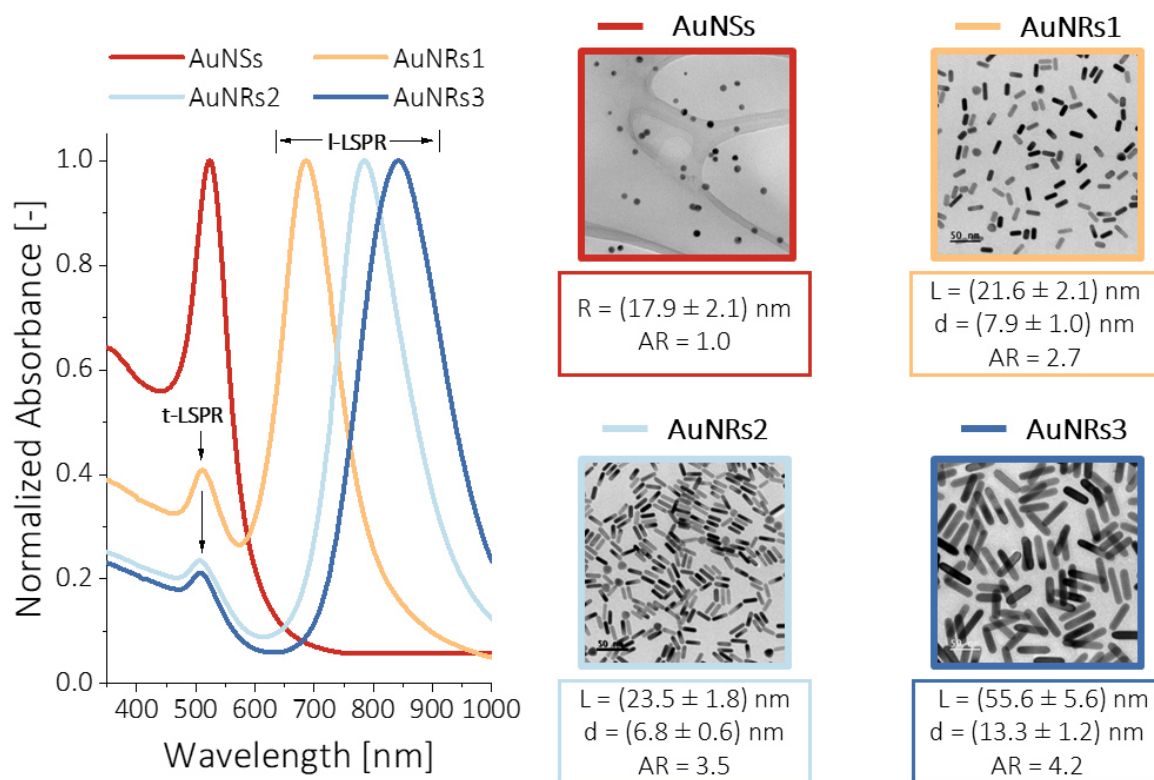 AuNSs
AuNRs1
AuNRs2
AuNRs3
l-LSPR
t-LSPR
1.0
0.8
0.6
0.4
0.2
0.0
Normalized Absorbance [-]
400 500 600 700 800 900 1000
Wavelength [nm]
AuNSs
R = (17.9 ± 2.1) nm
AR = 1.0
AuNRs1
50 nm
L = (21.6 ± 2.1) nm
d = (7.9 ± 1.0) nm
AR = 2.7
AuNRs2
50 nm
L = (23.5 ± 1.8) nm
d = (6.8 ± 0.6) nm
AR = 3.5
AuNRs3
50 nm
L = (55.6 ± 5.6) nm
d = (13.3 ± 1.2) nm
AR = 4.2